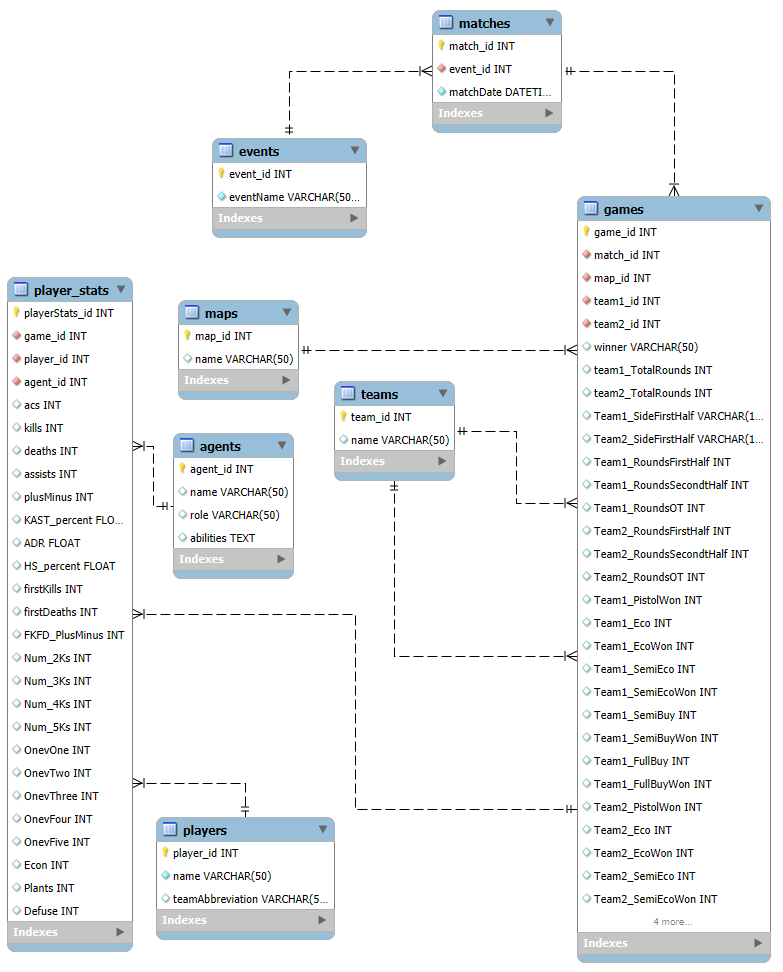 matches
match_id INT
event_id INT
matchDate DATETI...
Indexes
events
event_id INT
eventName VARCHAR(50...
Indexes
games
game_id INT
match_id INT
map_id INT
team1_id INT
team2_id INT
winner VARCHAR(50)
team1_TotalRounds INT
team2_TotalRounds INT
Team1_SideFirstHalf VARCHAR(1...
Team2_SideFirstHalf VARCHAR(1...
Team1_RoundsFirstHalf INT
Team1_RoundsSecondtHalf INT
Team1_RoundsOT INT
Team2_RoundsFirstHalf INT
Team2_RoundsSecondtHalf INT
Team2_RoundsOT INT
Team1_PistolWon INT
Team1_Eco INT
Team1_EcoWon INT
Team1_SemiEco INT
Team1_SemiEcoWon INT
Team1_SemiBuy INT
Team1_SemiBuyWon INT
Team1_FullBuy INT
Team1_FullBuyWon INT
Team2_PistolWon INT
Team2_Eco INT
Team2_EcoWon INT
Team2_SemiEco INT
Team2_SemiEcoWon INT
4 more...
Indexes
player_stats
playerStats_id INT
game_id INT
player_id INT
agent_id INT
acs INT
kills INT
deaths INT
assists INT
plusMinus INT
KAST_percent FLO...
ADR FLOAT
HS_percent FLOAT
firstKills INT
firstDeaths INT
FKFD_PlusMinus INT
Num_2Ks INT
Num_3Ks INT
Num_4Ks INT
Num_5Ks INT
OnevOne INT
OnevTwo INT
OnevThree INT
OnevFour INT
OnevFive INT
Econ INT
Plants INT
Defuse INT
Indexes
maps
map_id INT
name VARCHAR(50)
Indexes
teams
team_id INT
name VARCHAR(50)
Indexes
agents
agent_id INT
name VARCHAR(50)
role VARCHAR(50)
abilities TEXT
Indexes
players
player_id INT
name VARCHAR(50)
teamAbbreviation VARCHAR(5...
Indexes